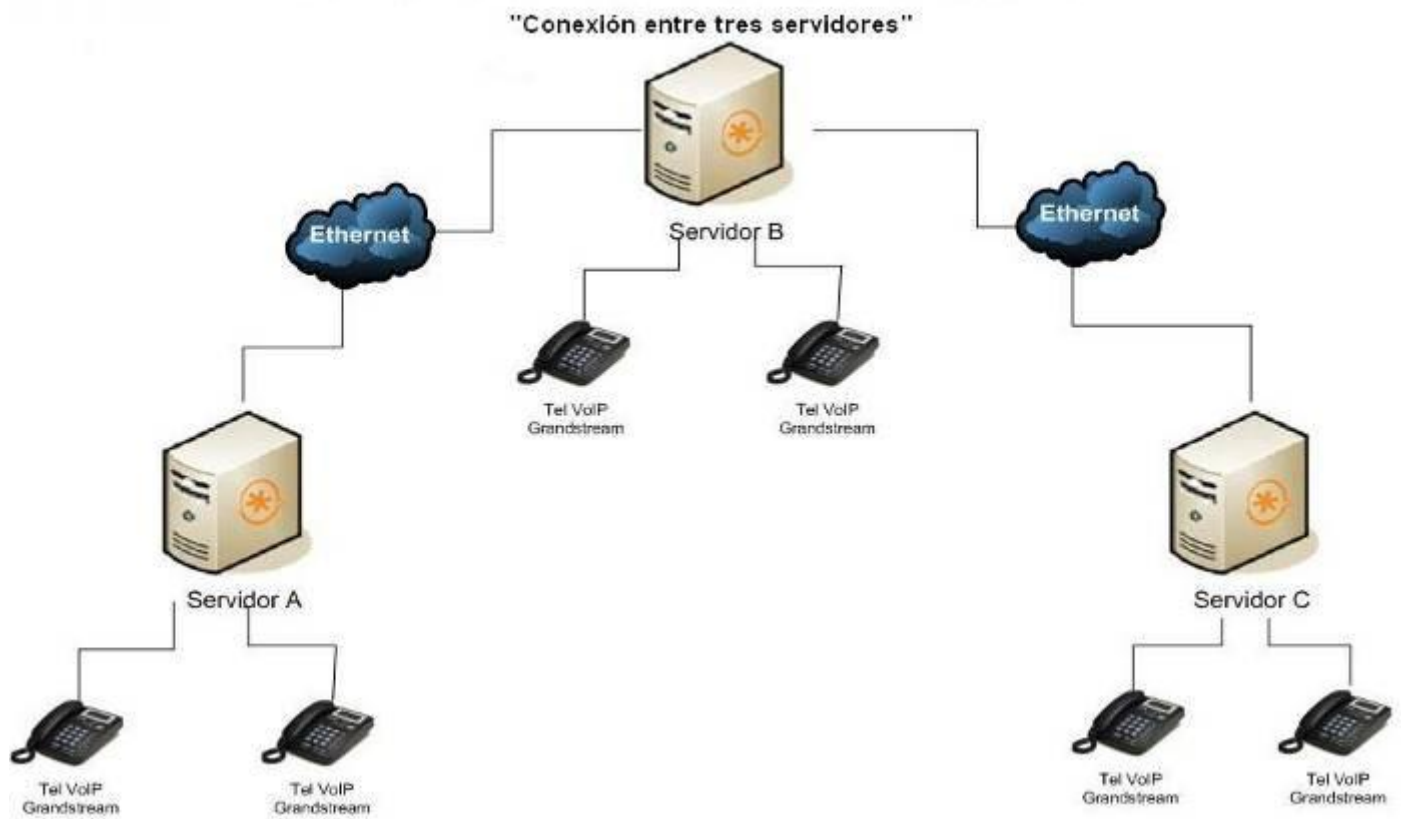 "Conexión entre tres servidores"
Ethernet
Ethernet
Servidor B
Tel VoIP
Grandstream
Tel VoIP
Grandstream
Servidor A
Servidor C
Tel VoIP
Grandstream
Tel VoIP
Grandstream
Tel VoIP
Grandstream
Tel VoIP
Grandstream